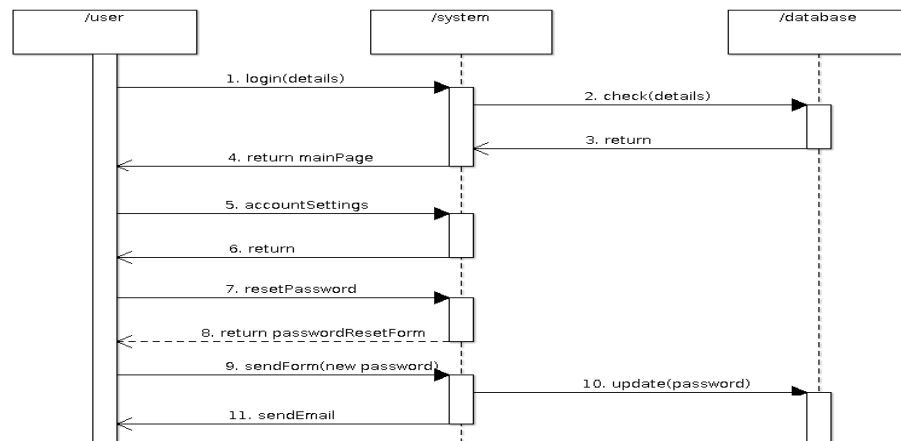 /user
/system
/database
1. login(details)
2. check(details)
3. return
4. return mainPage
5. accountSettings
6. return
7. resetPassword
8. return passwordResetForm
9. sendForm(new password)
10. update(password)
11. sendEmail